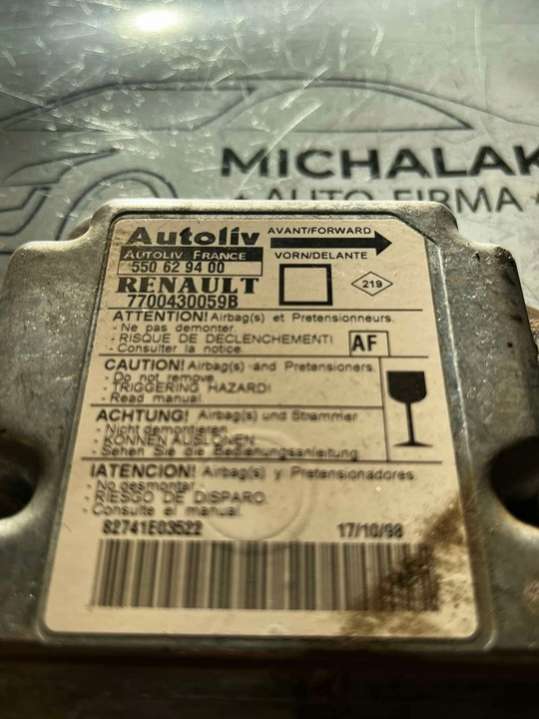 MICHALAK
• AUTO FIRMA •
Autoliv
AUTOLIV FRANCE
550 62 94 00
RENAULT
7700430059B
AVANT/FORWARD
VORN/DELANTE
219
ATTENTION! Airbag(s) et Pretensionneurs.
- Ne pas demonter.
- RISQUE DE DECLENCHEMENT!
- Consulter la notice.
AF
CAUTION! Airbag(s) and Pretensioners.
- Do not remove
- TRIGGERING HAZARD!
- Read manual
ACHTUNG! Airbag(s) und Strammer
- Nicht demontieren
- KONNEN AUSLONEN
- Sehen Sie die Bedienungsanleitung
!ATENCION! Airbag(s) y Pretensionadores.
- No desmontar
- RIESGO DE DISPARO.
- Consulte el manual.
82741E03522
17/10/98